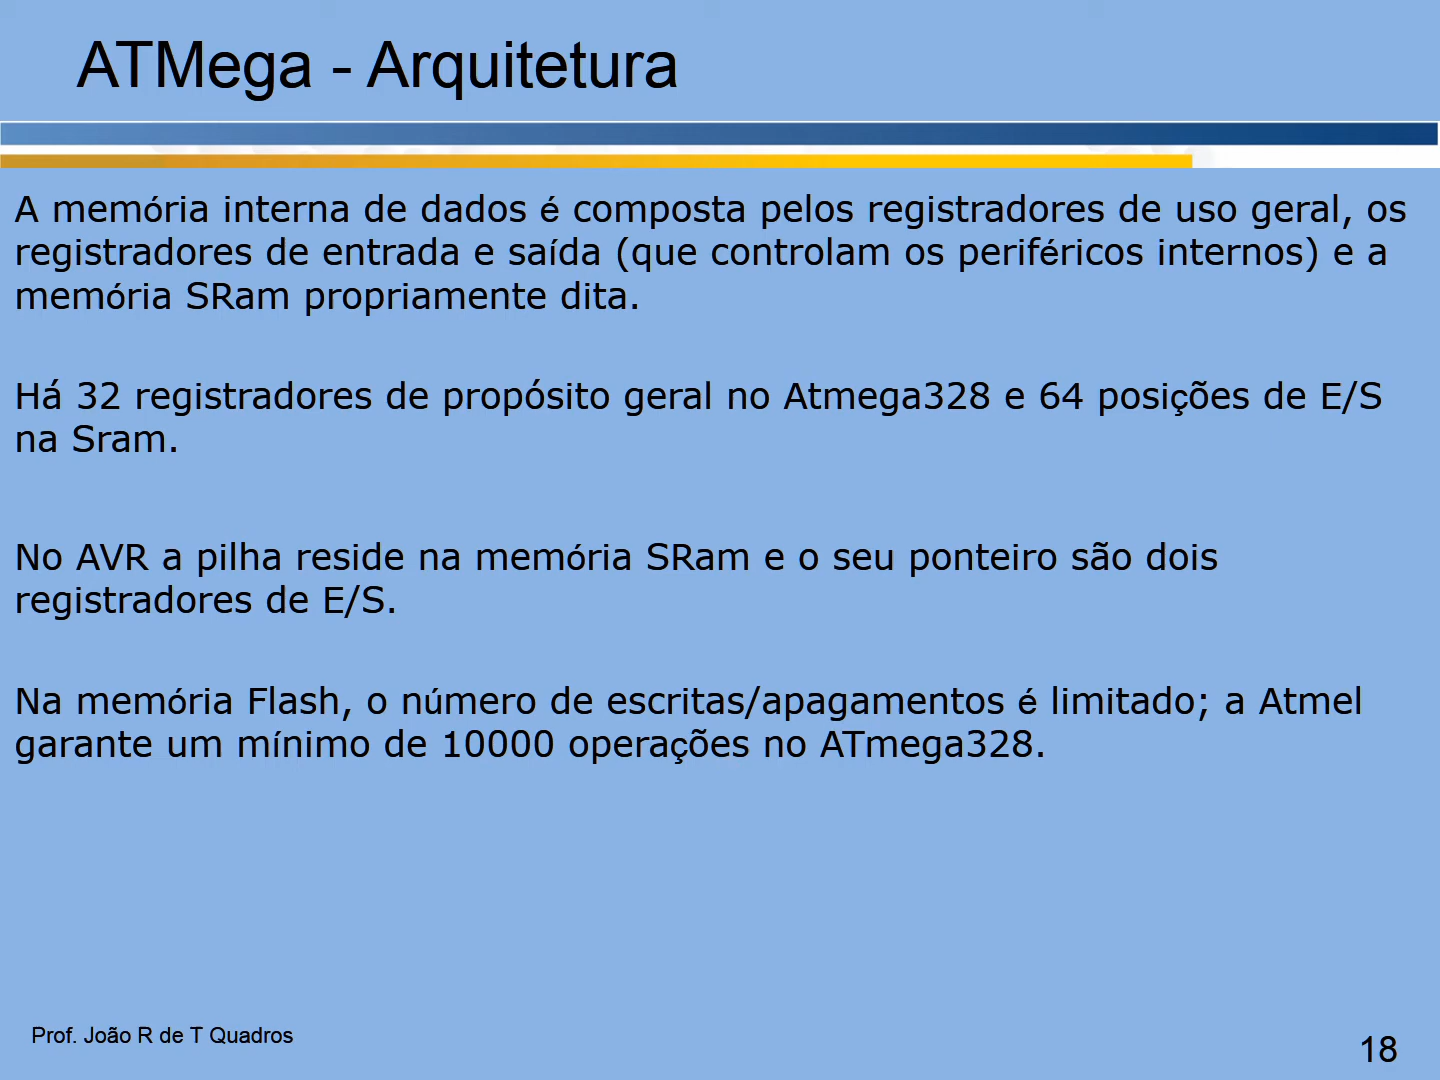 ATMega - Arquitetura
A memória interna de dados é composta pelos registradores de uso geral, os
registradores de entrada e saída (que controlam os periféricos internos) e a
memória SRam propriamente dita.
Há 32 registradores de propósito geral no Atmega328 e 64 posições de E/S
na Sram.
No AVR a pilha reside na memória SRam e o seu ponteiro são dois
registradores de E/S.
Na memória Flash, o número de escritas/apagamentos é limitado; a Atmel
garante um mínimo de 10000 operações no ATmega328.
Prof. João R de T Quadros
18